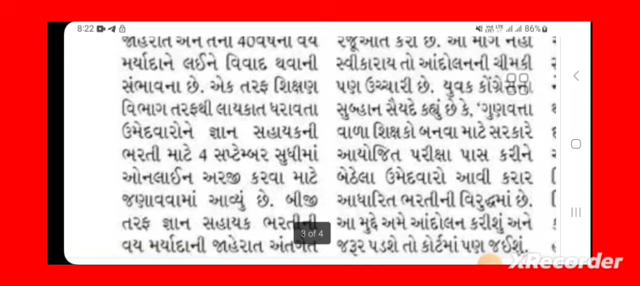 8:22
86%
જાહેરાત અને તેના 40વર્ષના વય
મર્યાદાને લઈને વિવાદ થવાની
સંભાવના છે. એક તરફ શિક્ષણ
વિભાગ તરફથી લાયકાત ધરાવતા
ઉમેદવારોને જ્ઞાન સહાયકની
ભરતી માટે 4 સપ્ટેમ્બર સુધીમાં
ઓનલાઈન અરજી કરવા માટે
જણાવવામાં આવ્યું છે. બીજી
તરફ જ્ઞાન સહાયક ભરતીની
વય મર્યાદાની જાહેરાત અંતર્ગત
રજૂઆત કરી છે. આ માંગ નહીં
સ્વીકારાય તો આંદોલનની ચીમકી
પણ ઉચ્ચારી છે. યુવક કોંગ્રેસના
સુબ્હાન સૈયદે કહ્યું છે કે, 'ગુણવત્તા
વાળા શિક્ષકો બનવા માટે સરકારે
આયોજિત પરીક્ષા પાસ કરીને
બેઠેલા ઉમેદવારો આવી કરાર
આધારિત ભરતીની વિરુદ્ધમાં છે.
આ મુદ્દે અમે આંદોલન કરીશું અને
જરૂર પડશે તો કોર્ટમાં પણ જઈશું.
3 of 4
XRecorder